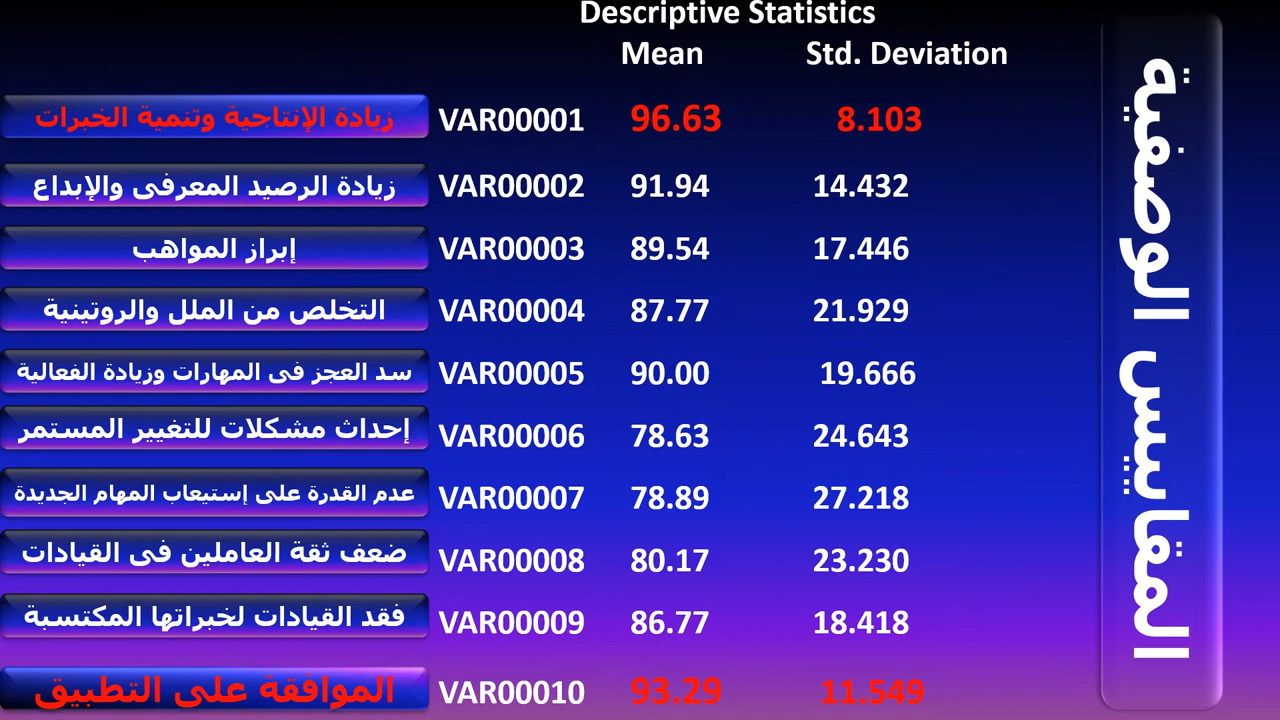 Descriptive Statistics
Mean Std. Deviation
زيادة الإنتاجية وتنمية الخبرات VAR00001 96.63 8.103
زيادة الرصيد المعرفى والإبداع VAR00002 91.94 14.432
إبراز المواهب VAR00003 89.54 17.446
التخلص من الملل والروتينية VAR00004 87.77 21.929
سد العجز فى المهارات وزيادة الفعالية VAR00005 90.00 19.666
إحداث مشكلات للتغيير المستمر VAR00006 78.63 24.643
عدم القدرة على إستيعاب المهام الجديدة VAR00007 78.89 27.218
ضعف ثقة العاملين فى القيادات VAR00008 80.17 23.230
فقد القيادات لخبراتها المكتسبة VAR00009 86.77 18.418
الموافقة على التطبيق VAR00010 93.29 11.549
المقاييس الوصفية